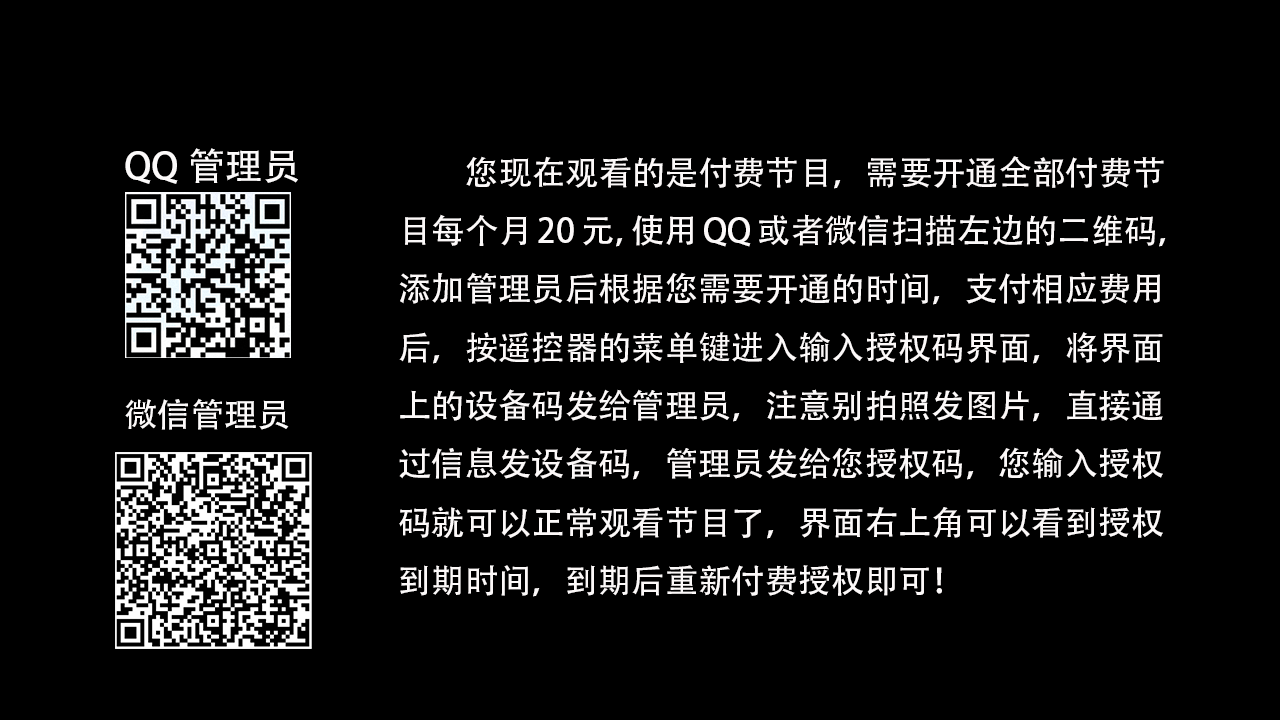 QQ 管理员
微信管理员
您现在观看的是付费节目，需要开通全部付费节
目每个月 20 元, 使用 QQ 或者微信扫描左边的二维码,
添加管理员后根据您需要开通的时间，支付相应费用
后，按遥控器的菜单键进入输入授权码界面，将界面
上的设备码发给管理员，注意别拍照发图片，直接通
过信息发设备码，管理员发给您授权码，您输入授权
码就可以正常观看节目了，界面右上角可以看到授权
到期时间，到期后重新付费授权即可！